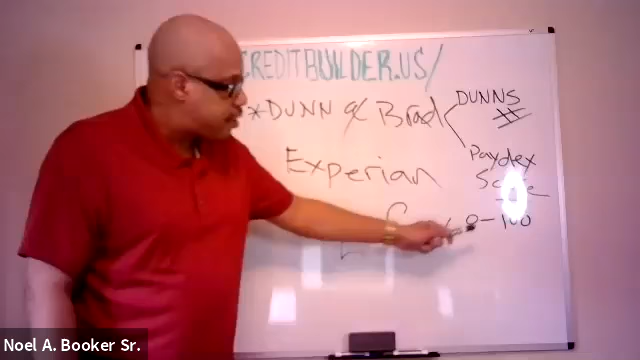 CREDITBUILDER.US/
*DUNN & Brad
DUNNS
#
Paydex
Score
Experian
0-100
Noel A. Booker Sr.